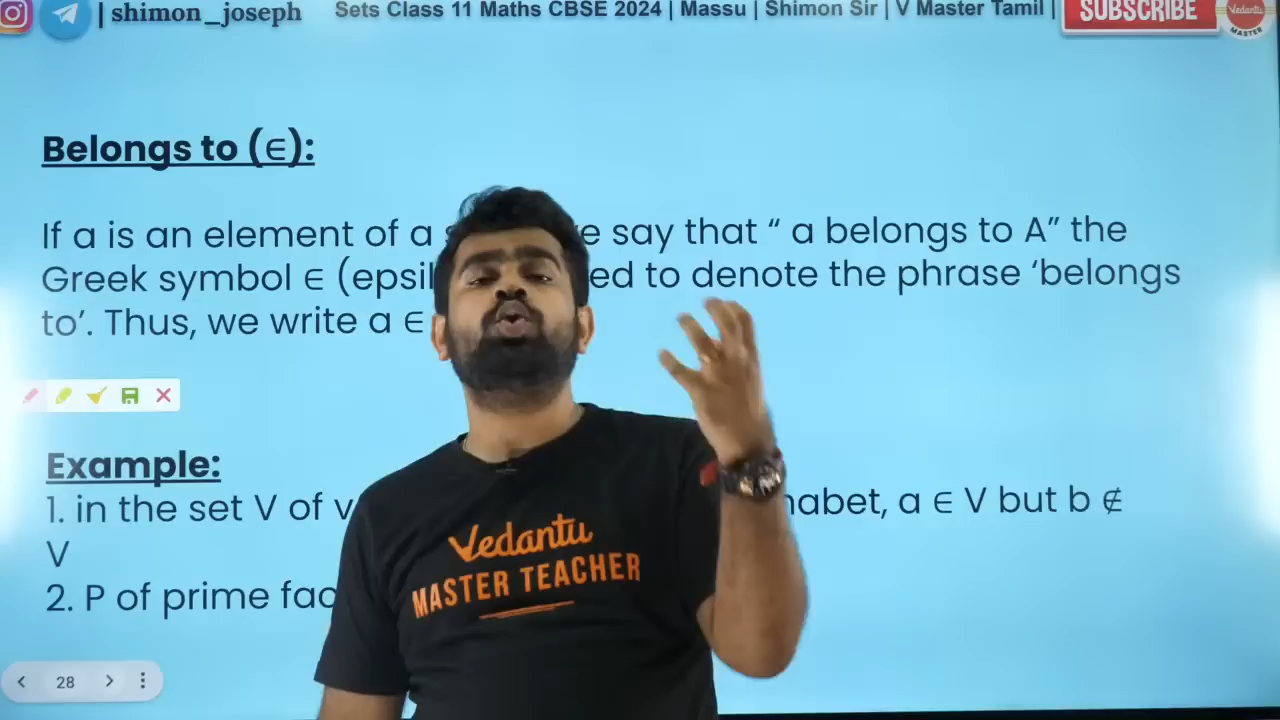 | shimon_joseph
Sets Class 11 Maths CBSE 2024 | Massu | Shimon Sir | V Master Tamil |
SUBSCRIBE
Vedantu
MASTER
Belongs to (∈):
If a is an element of a e say that “ a belongs to A” the
Greek symbol ∈ (epsil ed to denote the phrase ‘belongs
to’. Thus, we write a ∈
Example:
1. in the set V of v habet, a ∈ V but b ∉
V
2. P of prime fac
Vedantu
MASTER TEACHER
28